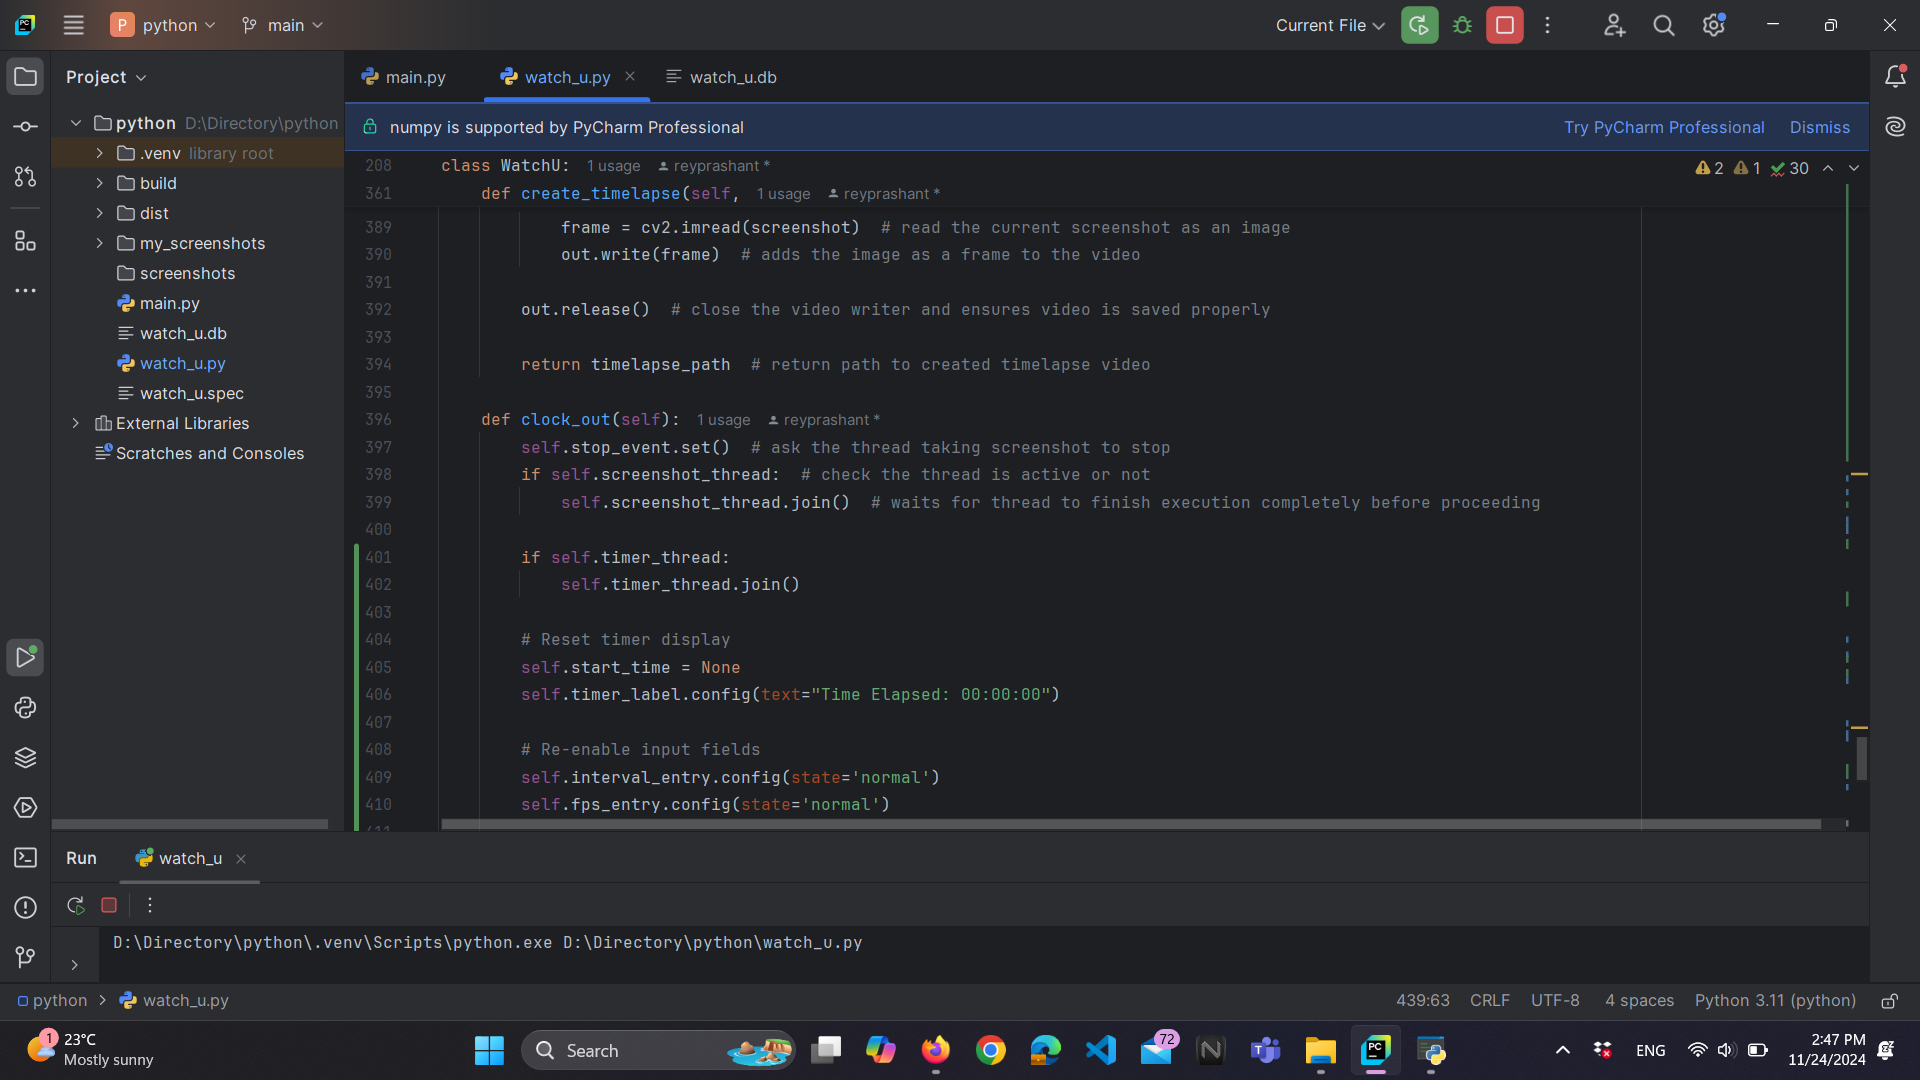 P python main Current File
Project
python D:\Directory\python
.venv library root
build
dist
my_screenshots
screenshots
main.py
watch_u.db
watch_u.py
watch_u.spec
External Libraries
Scratches and Consoles
main.py watch_u.py watch_u.db
numpy is supported by PyCharm Professional Try PyCharm Professional Dismiss
208 class WatchU: 1 usage reyprashant * 2 1 30
361 def create_timelapse(self, 1 usage reyprashant *
389 frame = cv2.imread(screenshot) # read the current screenshot as an image
390 out.write(frame) # adds the image as a frame to the video
391
392 out.release() # close the video writer and ensures video is saved properly
393
394 return timelapse_path # return path to created timelapse video
395
396 def clock_out(self): 1 usage reyprashant *
397 self.stop_event.set() # ask the thread taking screenshot to stop
398 if self.screenshot_thread: # check the thread is active or not
399 self.screenshot_thread.join() # waits for thread to finish execution completely before proceeding
400
401 if self.timer_thread:
402 self.timer_thread.join()
403
404 # Reset timer display
405 self.start_time = None
406 self.timer_label.config(text="Time Elapsed: 00:00:00")
407
408 # Re-enable input fields
409 self.interval_entry.config(state='normal')
410 self.fps_entry.config(state='normal')
411
Run watch_u
D:\Directory\python\.venv\Scripts\python.exe D:\Directory\python\watch_u.py
python > watch_u.py 439:63 CRLF UTF-8 4 spaces Python 3.11 (python)
1 23°C
Mostly sunny
Search
72
ENG
2:47 PM
11/24/2024